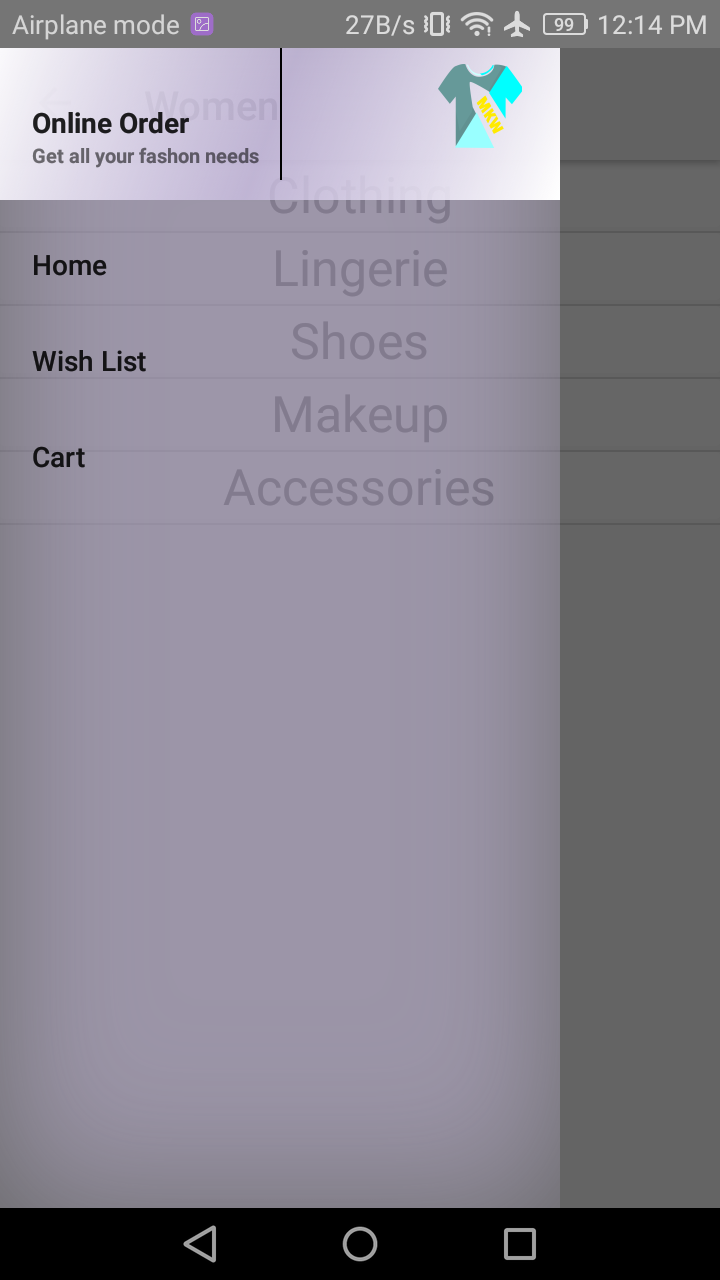 Airplane mode 27B/s 99 12:14 PM
Women
Online Order
Get all your fashon needs
MKW
Clothing
Home
Lingerie
Shoes
Wish List
Makeup
Cart
Accessories